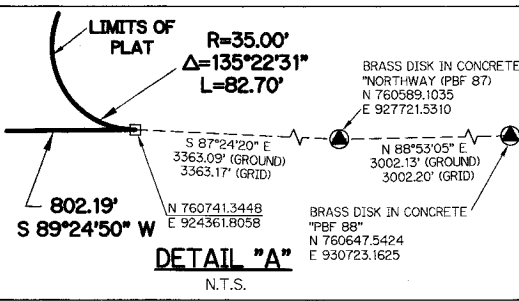 LIMITS OF
PLAT
R=35.00'
Δ=135°22'31"
L=82.70'
BRASS DISK IN CONCRETE
"NORTHWAY (PBF 87)
N 760589.1035
E 927721.5310
S 87°24'20" E
3363.09' (GROUND)
3363.17' (GRID)
N 88°53'05" E
3002.13' (GROUND)
3002.20' (GRID)
802.19'
S 89°24'50" W
N 760741.3448
E 924361.8058
BRASS DISK IN CONCRETE
"PBF 88"
N 760647.5424
E 930723.1625
DETAIL "A"
N.T.S.